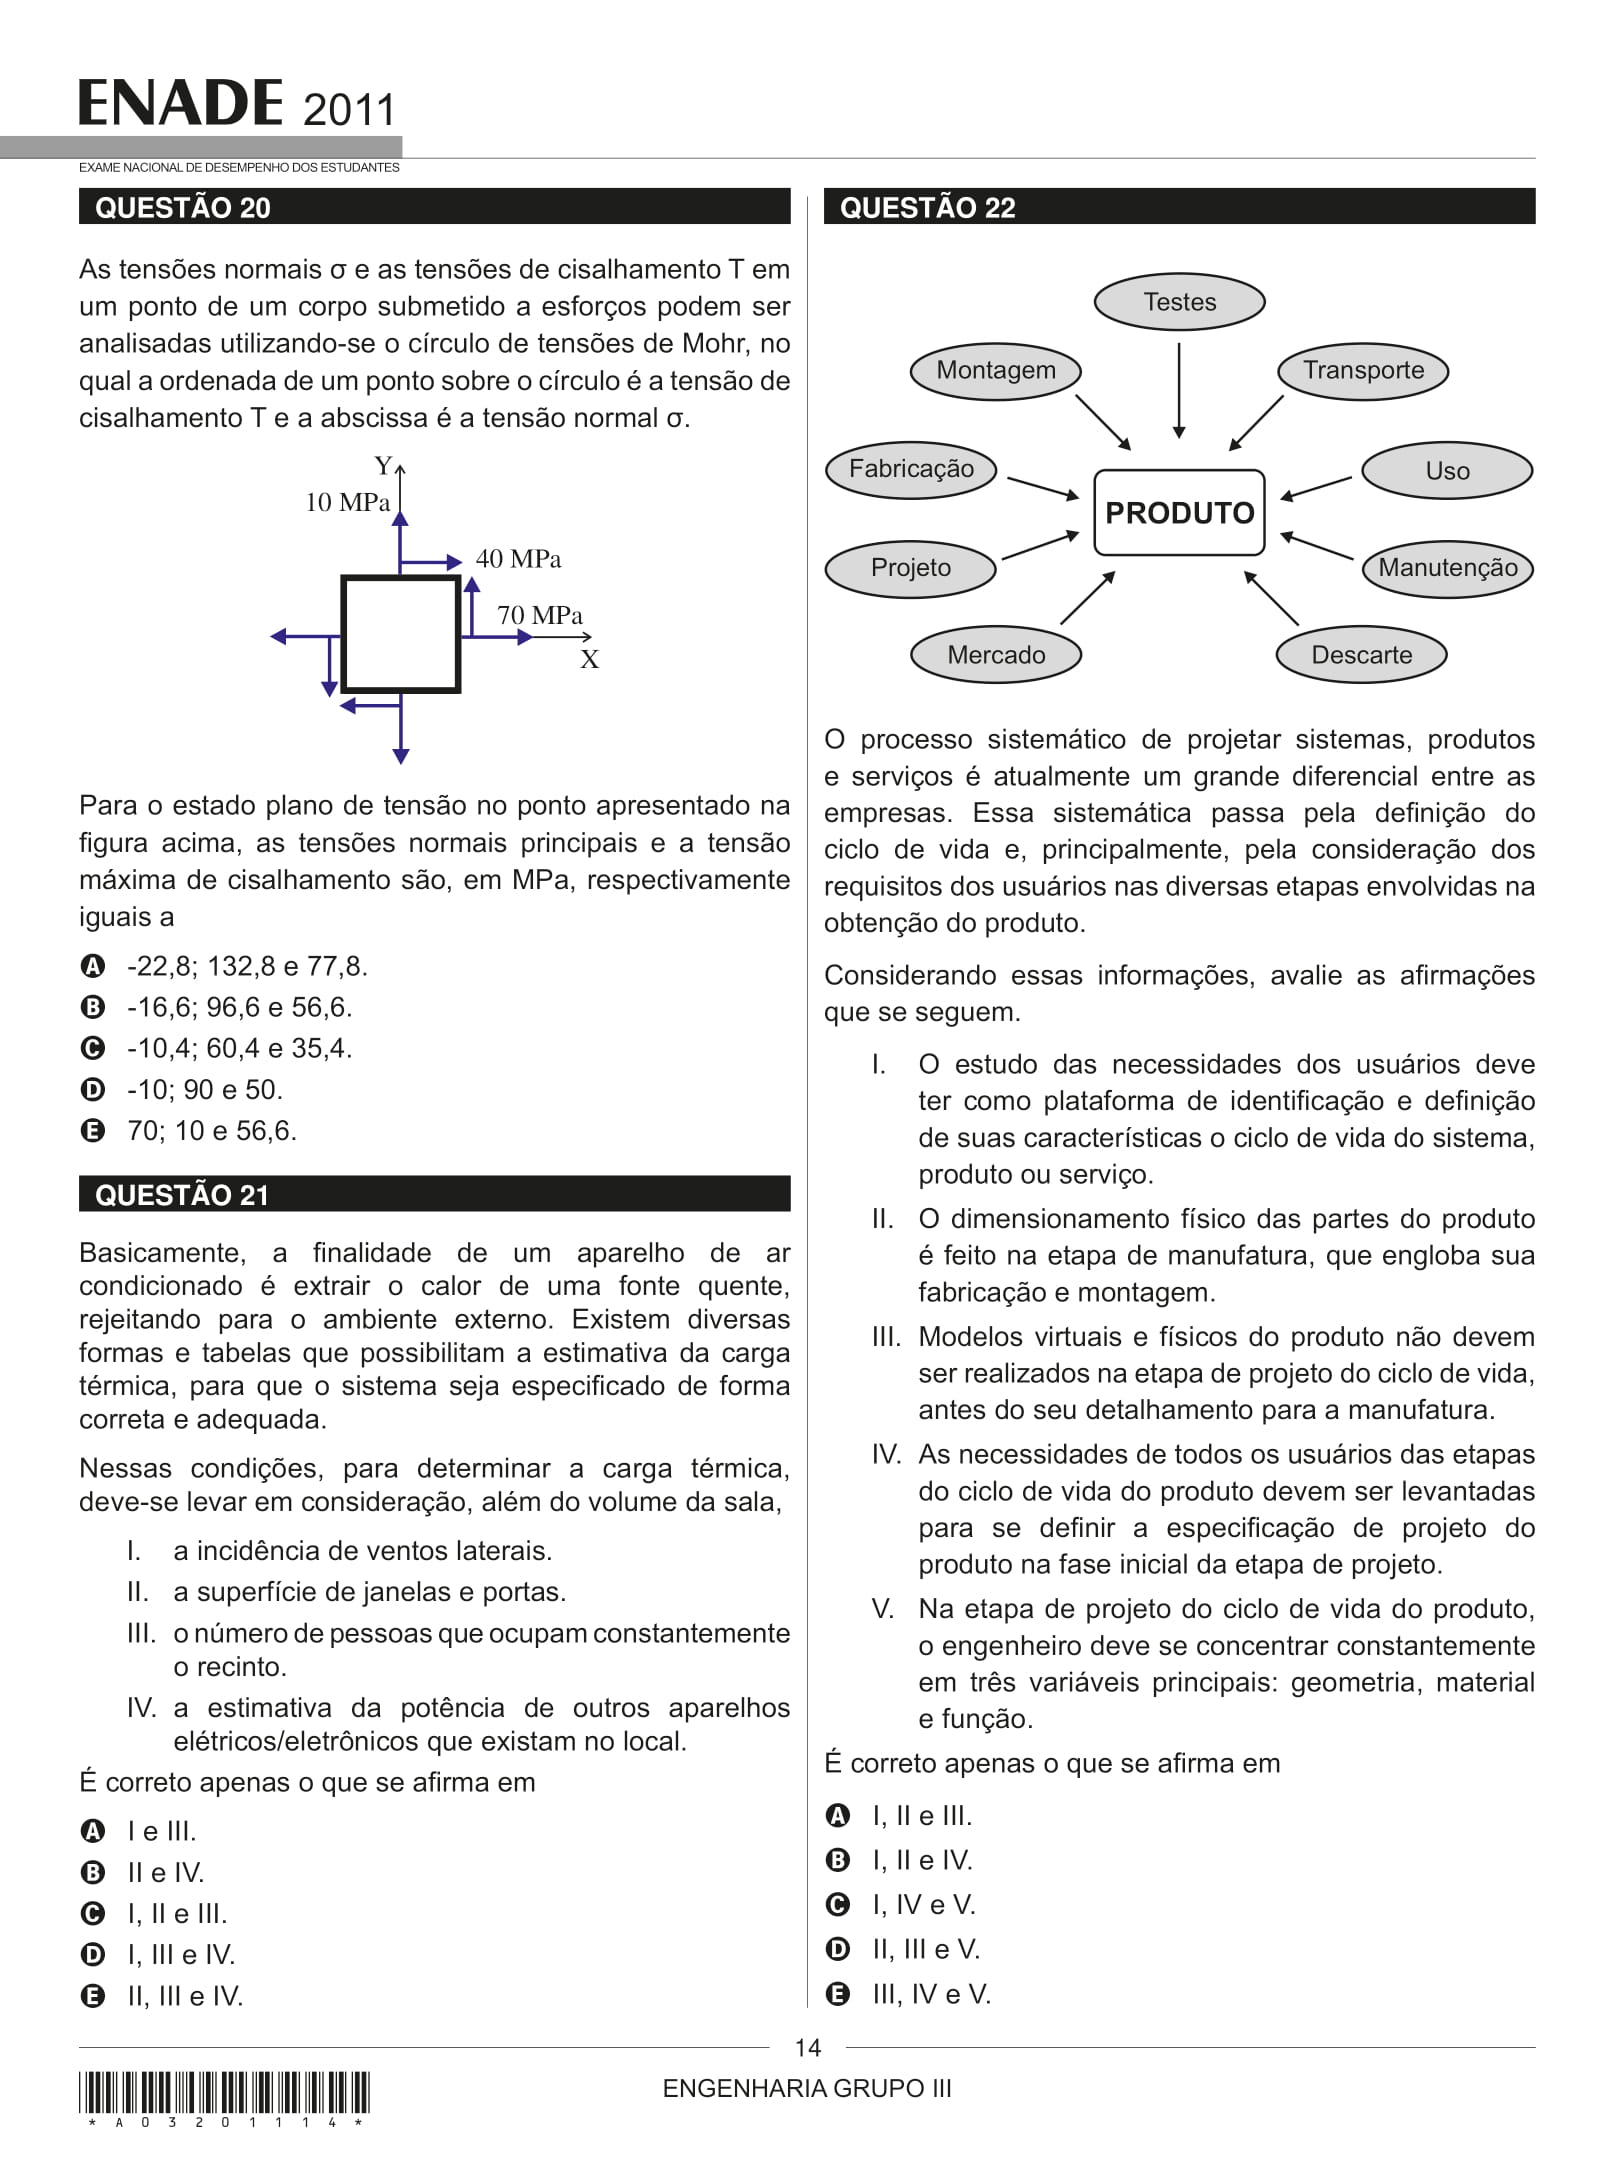 ENADE 2011
EXAME NACIONAL DE DESEMPENHO DOS ESTUDANTES
QUESTÃO 20
As tensões normais σ e as tensões de cisalhamento T em
um ponto de um corpo submetido a esforços podem ser
analisadas utilizando-se o círculo de tensões de Mohr, no
qual a ordenada de um ponto sobre o círculo é a tensão de
cisalhamento T e a abscissa é a tensão normal σ.
Y
10 MPa
40 MPa
70 MPa
X
Para o estado plano de tensão no ponto apresentado na
figura acima, as tensões normais principais e a tensão
máxima de cisalhamento são, em MPa, respectivamente
iguais a
A -22,8; 132,8 e 77,8.
B -16,6; 96,6 e 56,6.
C -10,4; 60,4 e 35,4.
D -10; 90 e 50.
E 70; 10 e 56,6.
QUESTÃO 21
Basicamente, a finalidade de um aparelho de ar
condicionado é extrair o calor de uma fonte quente,
rejeitando para o ambiente externo. Existem diversas
formas e tabelas que possibilitam a estimativa da carga
térmica, para que o sistema seja especificado de forma
correta e adequada.
Nessas condições, para determinar a carga térmica,
deve-se levar em consideração, além do volume da sala,
I. a incidência de ventos laterais.
II. a superfície de janelas e portas.
III. o número de pessoas que ocupam constantemente
o recinto.
IV. a estimativa da potência de outros aparelhos
elétricos/eletrônicos que existam no local.
É correto apenas o que se afirma em
A I e III.
B II e IV.
C I, II e III.
D I, III e IV.
E II, III e IV.
QUESTÃO 22
Testes
Montagem
Transporte
Fabricação
Uso
PRODUTO
Projeto
Manutenção
Mercado
Descarte
O processo sistemático de projetar sistemas, produtos
e serviços é atualmente um grande diferencial entre as
empresas. Essa sistemática passa pela definição do
ciclo de vida e, principalmente, pela consideração dos
requisitos dos usuários nas diversas etapas envolvidas na
obtenção do produto.
Considerando essas informações, avalie as afirmações
que se seguem.
I. O estudo das necessidades dos usuários deve
ter como plataforma de identificação e definição
de suas características o ciclo de vida do sistema,
produto ou serviço.
II. O dimensionamento físico das partes do produto
é feito na etapa de manufatura, que engloba sua
fabricação e montagem.
III. Modelos virtuais e físicos do produto não devem
ser realizados na etapa de projeto do ciclo de vida,
antes do seu detalhamento para a manufatura.
IV. As necessidades de todos os usuários das etapas
do ciclo de vida do produto devem ser levantadas
para se definir a especificação de projeto do
produto na fase inicial da etapa de projeto.
V. Na etapa de projeto do ciclo de vida do produto,
o engenheiro deve se concentrar constantemente
em três variáveis principais: geometria, material
e função.
É correto apenas o que se afirma em
A I, II e III.
B I, II e IV.
C I, IV e V.
D II, III e V.
E III, IV e V.
14
ENGENHARIA GRUPO III
* A 0 3 2 0 1 1 1 4 *